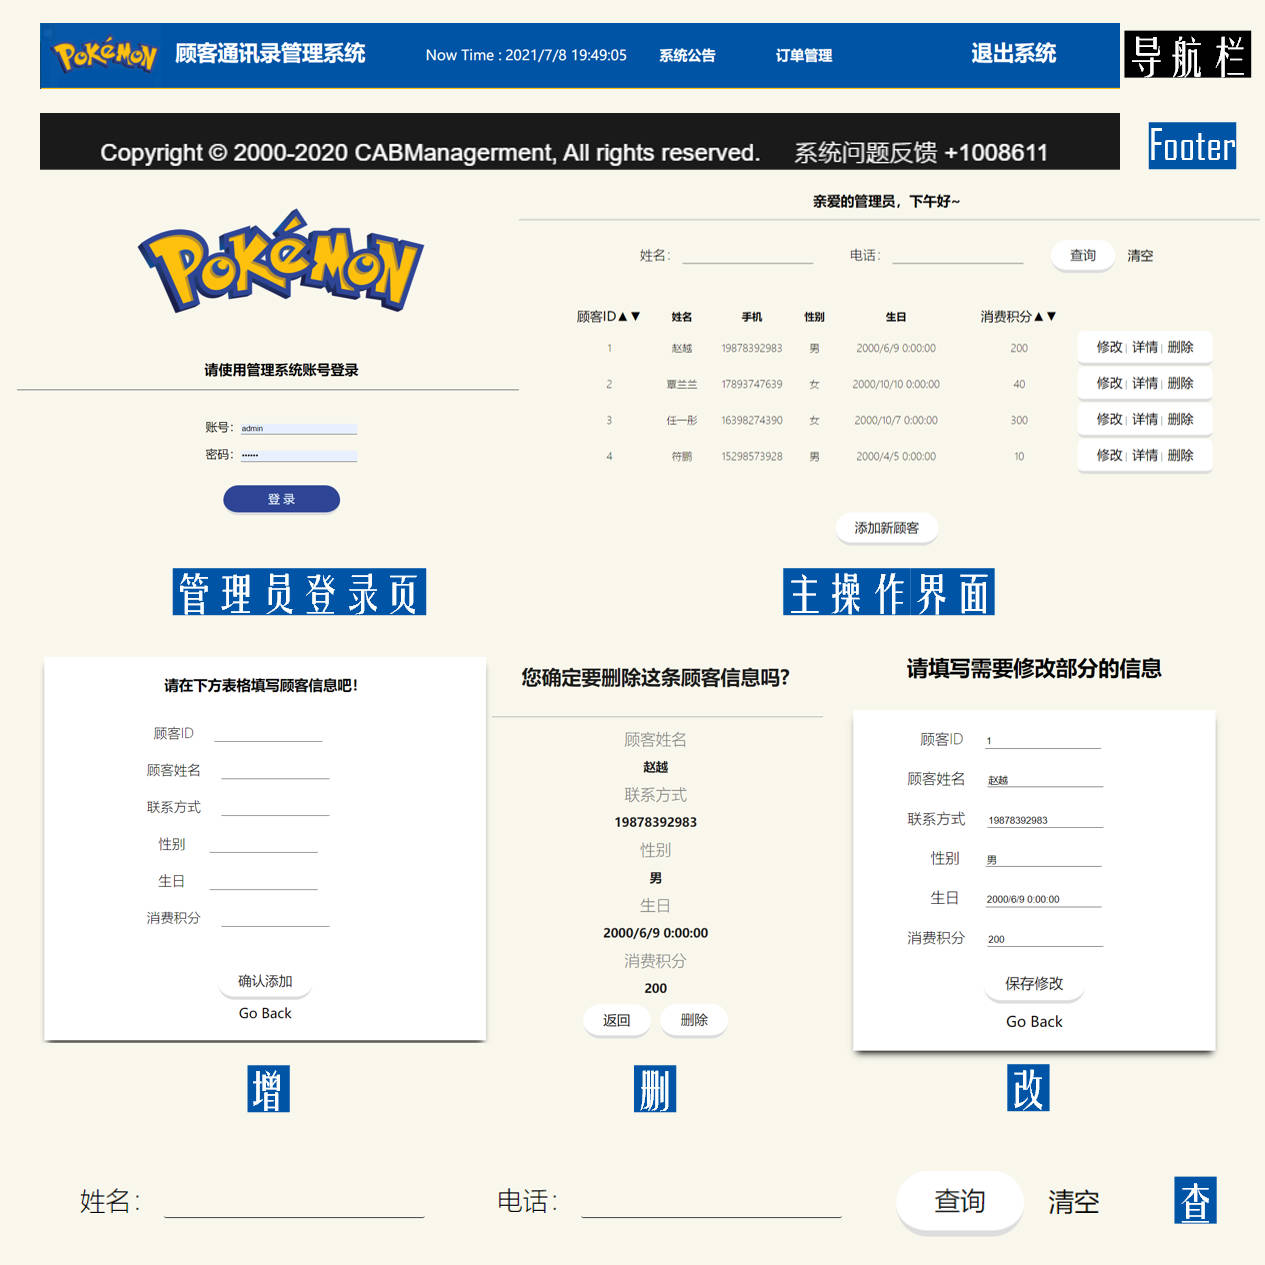 Pokémon 顾客通讯录管理系统 Now Time : 2021/7/8 19:49:05 系统公告 订单管理 退出系统 导航栏
Copyright © 2000-2020 CABManagerment, All rights reserved. 系统问题反馈 +1008611 Footer
Pokémon
请使用管理系统账号登录
账号: admin
密码: ••••••
登 录
管理员登录页
亲爱的管理员，下午好~
姓名: 电话: 查询 清空
顾客ID▲▼ 姓名 手机 性别 生日 消费积分▲▼
1 赵越 19878392983 男 2000/6/9 0:00:00 200 修改| 详情| 删除
2 覃兰兰 17893747639 女 2000/10/10 0:00:00 40 修改| 详情| 删除
3 任一彤 16398274390 女 2000/10/7 0:00:00 300 修改| 详情| 删除
4 符鹏 15298573928 男 2000/4/5 0:00:00 10 修改| 详情| 删除
添加新顾客
主操作界面
请在下方表格填写顾客信息吧!
顾客ID
顾客姓名
联系方式
性别
生日
消费积分
确认添加
Go Back
增
您确定要删除这条顾客信息吗?
顾客姓名
赵越
联系方式
19878392983
性别
男
生日
2000/6/9 0:00:00
消费积分
200
返回 删除
删
请填写需要修改部分的信息
顾客ID 1
顾客姓名 赵越
联系方式 19878392983
性别 男
生日 2000/6/9 0:00:00
消费积分 200
保存修改
Go Back
改
姓名: 电话: 查询 清空 查